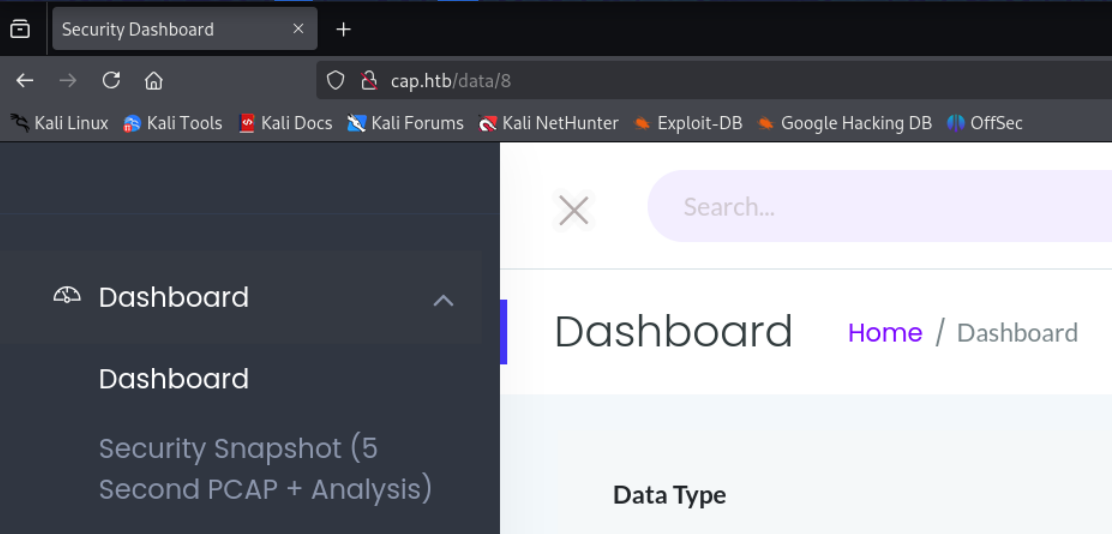 Security Dashboard
cap.htb/data/8
Kali Linux Kali Tools Kali Docs Kali Forums Kali NetHunter Exploit-DB Google Hacking DB OffSec
Search...
Dashboard
Dashboard
Security Snapshot (5
Second PCAP + Analysis)
Dashboard Home / Dashboard
Data Type